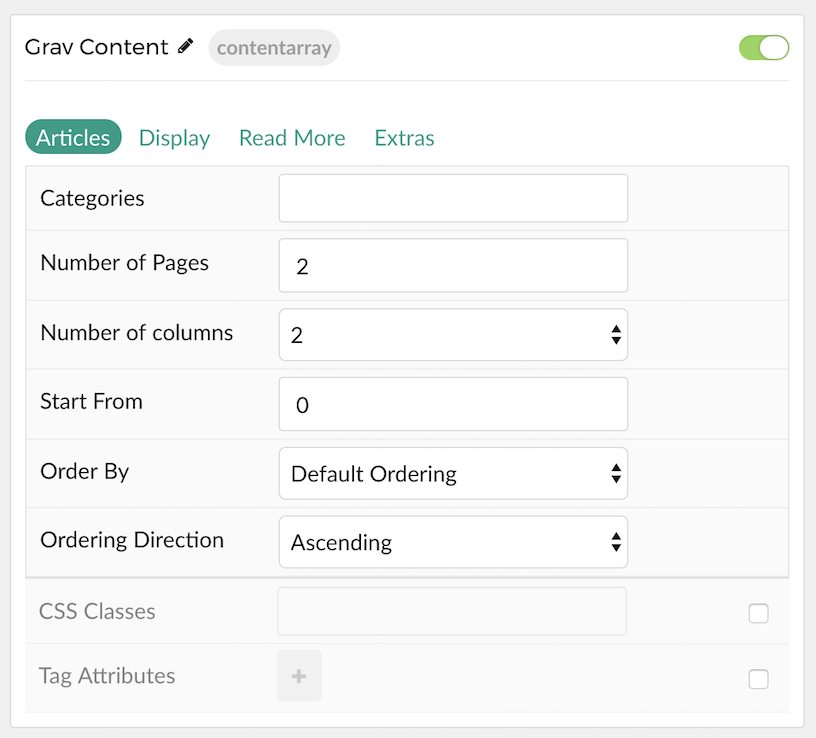 Grav Content contentarray
Articles Display Read More Extras
Categories
Number of Pages 2
Number of columns 2
Start From 0
Order By Default Ordering
Ordering Direction Ascending
CSS Classes
Tag Attributes +